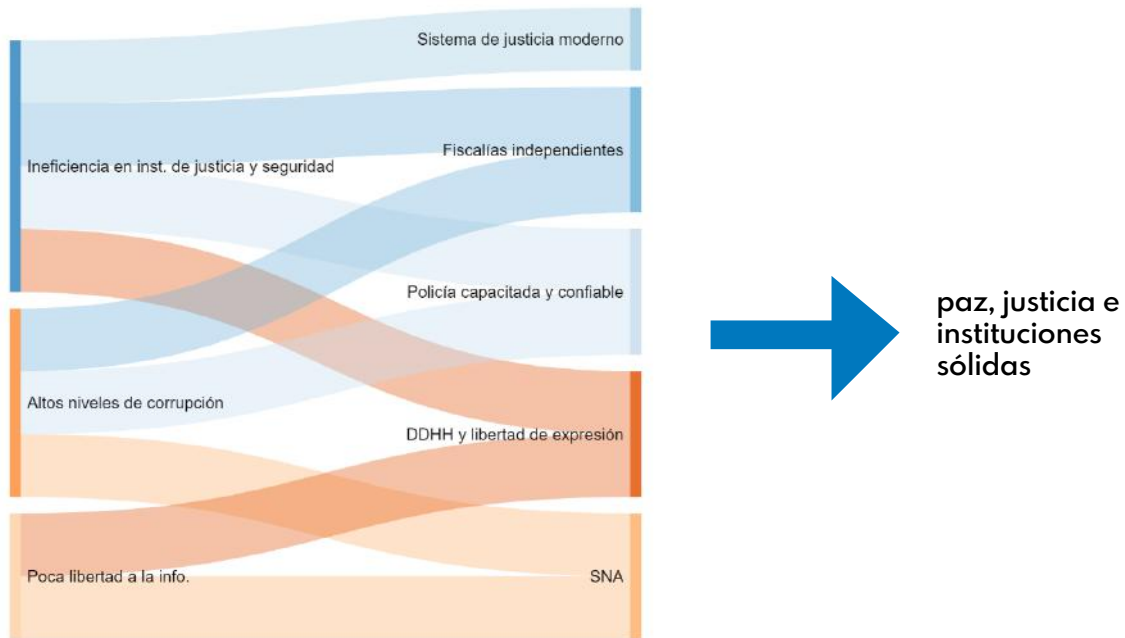 Sistema de justicia moderno
Fiscalías independientes
Ineficiencia en inst. de justicia y seguridad
Policía capacitada y confiable
Altos niveles de corrupción
DDHH y libertad de expresión
Poca libertad a la info.
SNA
paz, justicia e
instituciones
sólidas